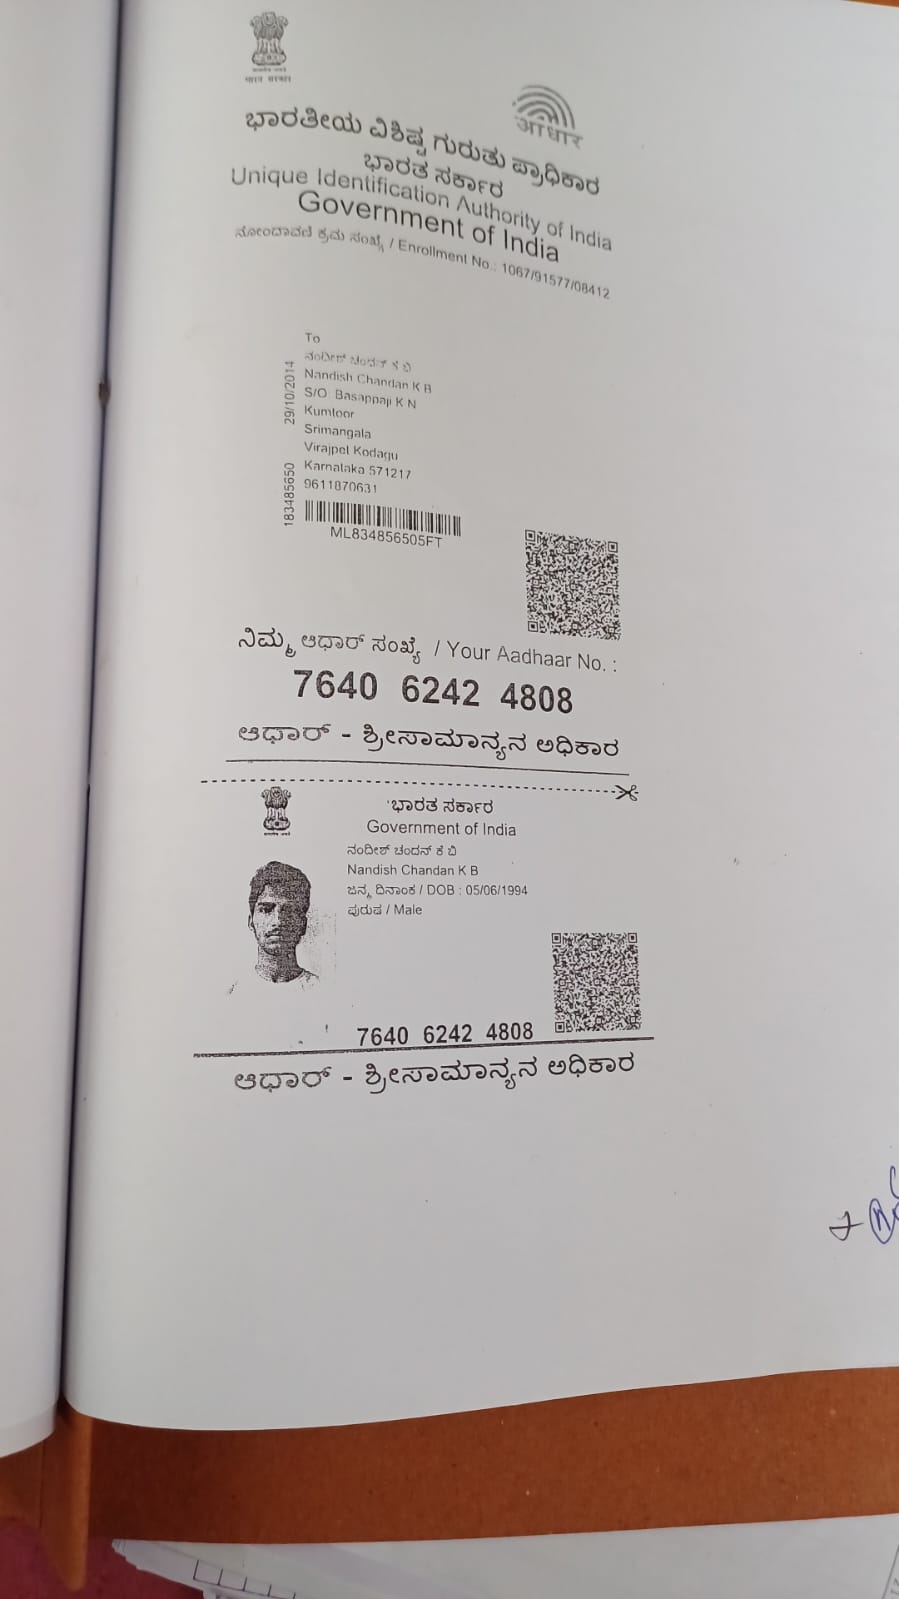 भारत सरकार
आधार
ಭಾರತೀಯ ವಿಶಿಷ್ಟ ಗುರುತು ಪ್ರಾಧಿಕಾರ
ಭಾರತ ಸರ್ಕಾರ
Unique Identification Authority of India
Government of India
ನೋಂದಾವಣಿ ಕ್ರಮ ಸಂಖ್ಯೆ / Enrollment No.: 1067/91577/08412
To
ನಂದೀಶ್ ಚಂದನ್ ಕೆ ಬಿ
Nandish Chandan K B
S/O: Basappaji K N
Kumtoor
Srimangala
Virajpet Kodagu
Karnataka 571217
9611870631
29/10/2014
183485650
ML834856505FT
ನಿಮ್ಮ ಆಧಾರ್ ಸಂಖ್ಯೆ / Your Aadhaar No. :
7640 6242 4808
ಆಧಾರ್ - ಶ್ರೀಸಾಮಾನ್ಯನ ಅಧಿಕಾರ
ಭಾರತ ಸರ್ಕಾರ
Government of India
ನಂದೀಶ್ ಚಂದನ್ ಕೆ ಬಿ
Nandish Chandan K B
ಜನ್ಮ ದಿನಾಂಕ / DOB : 05/06/1994
ಪುರುಷ / Male
7640 6242 4808
ಆಧಾರ್ - ಶ್ರೀಸಾಮಾನ್ಯನ ಅಧಿಕಾರ